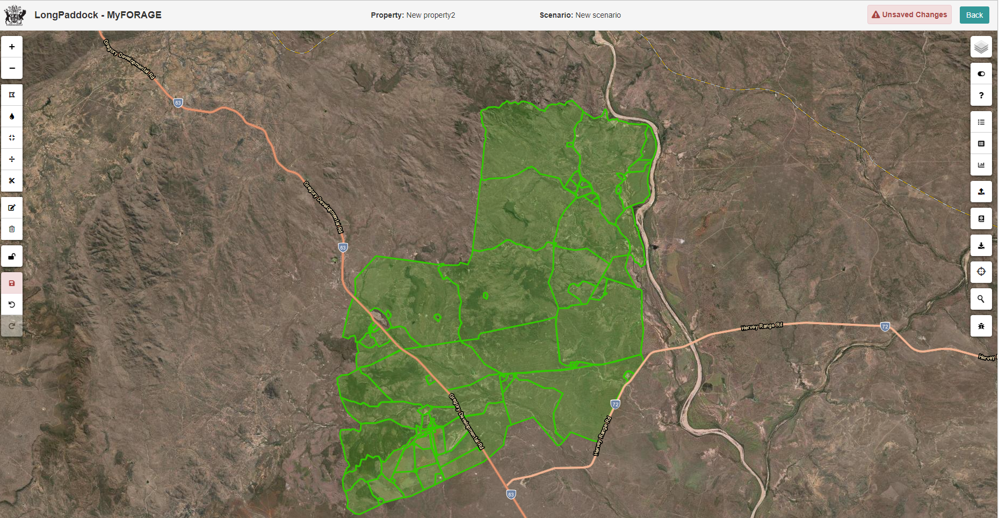 LongPaddock - MyFORAGE
Property: New property2
Scenario: New scenario
Unsaved Changes
Back
+
−
?
Gregory Developmental Rd
63
Gregory Developmental Rd
63
Hervey Range Rd
72
Hervey
72
Gregory Developmental Rd
Hervey Range Rd
63